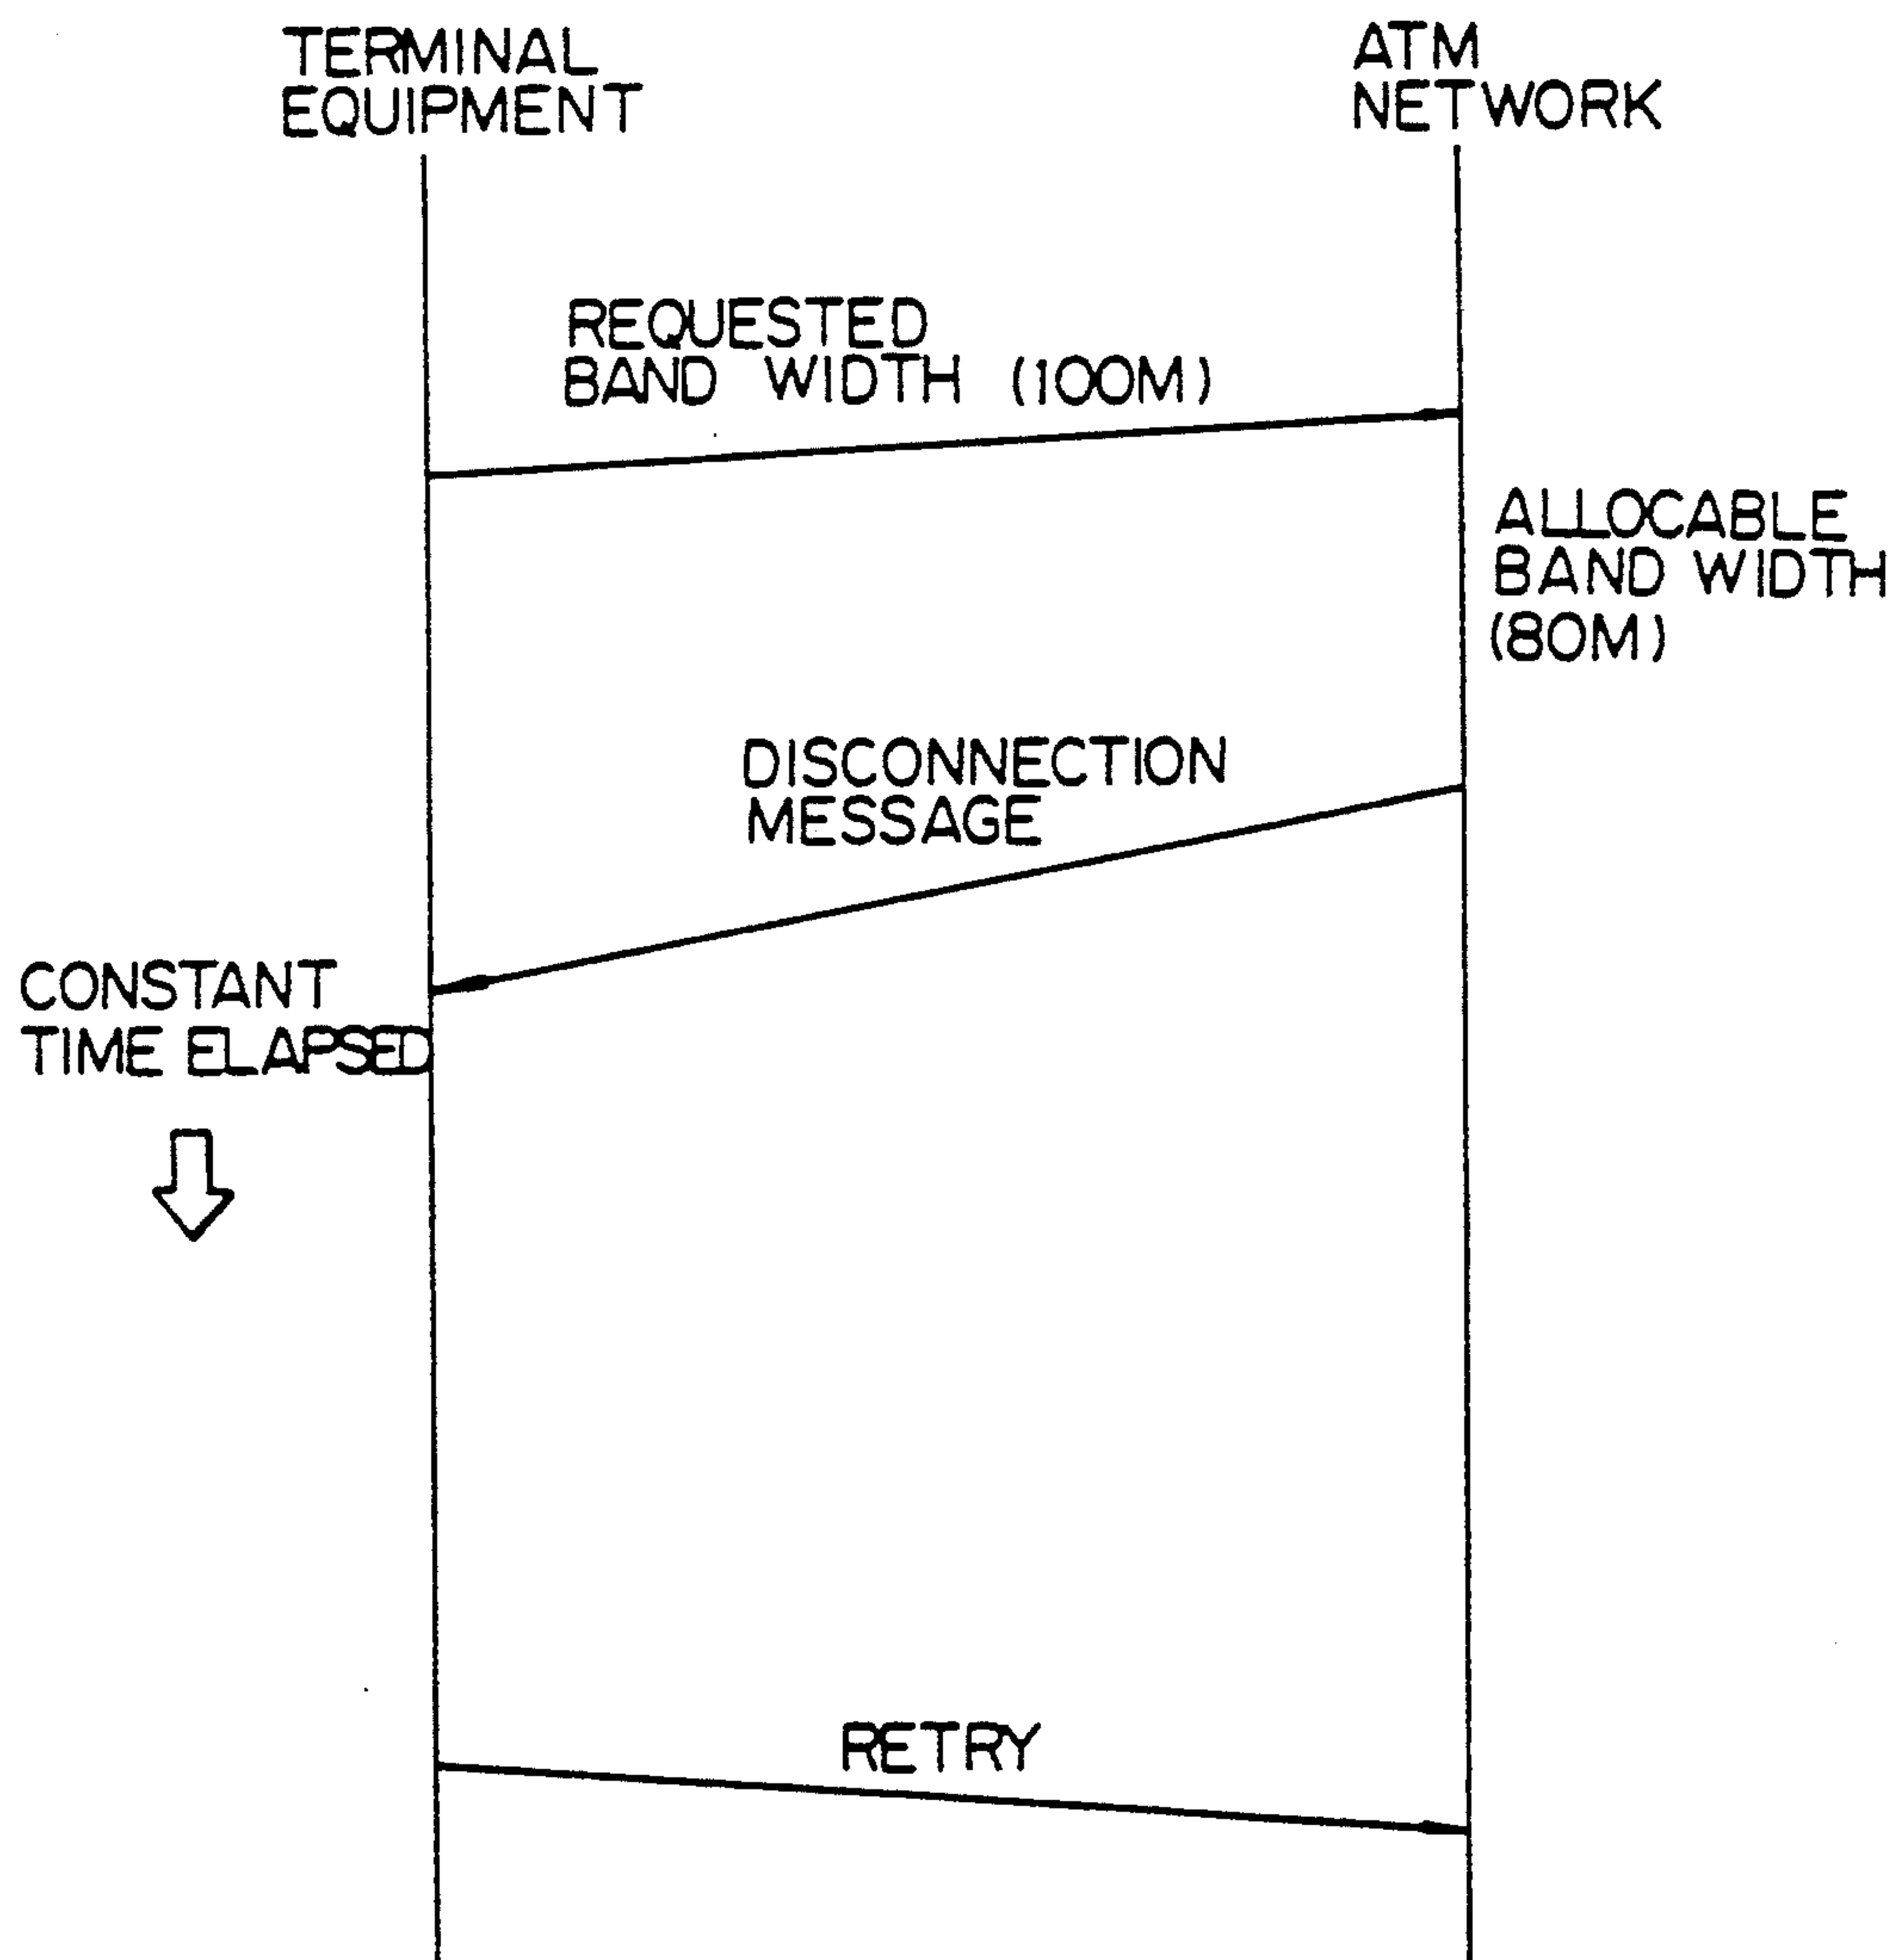 TERMINAL
EQUIPMENT
ATM
NETWORK
REQUESTED
BAND WIDTH (100M)
ALLOCABLE
BAND WIDTH
(80M)
DISCONNECTION
MESSAGE
CONSTANT
TIME ELAPSED
RETRY